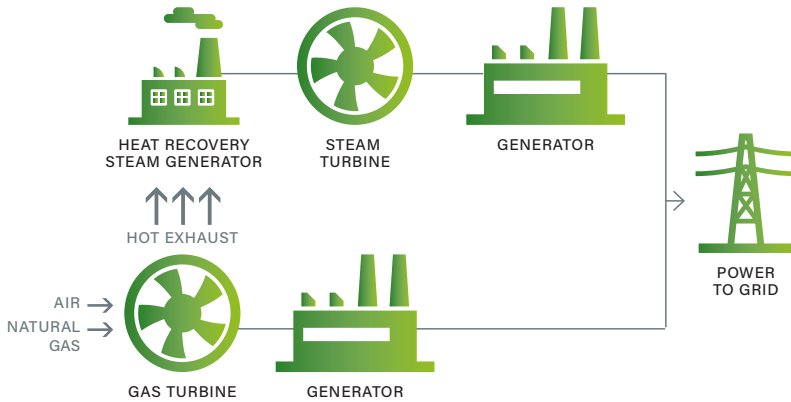 HEAT RECOVERY
STEAM GENERATOR
STEAM
TURBINE
GENERATOR
HOT EXHAUST
AIR
NATURAL
GAS
GAS TURBINE
GENERATOR
POWER
TO GRID